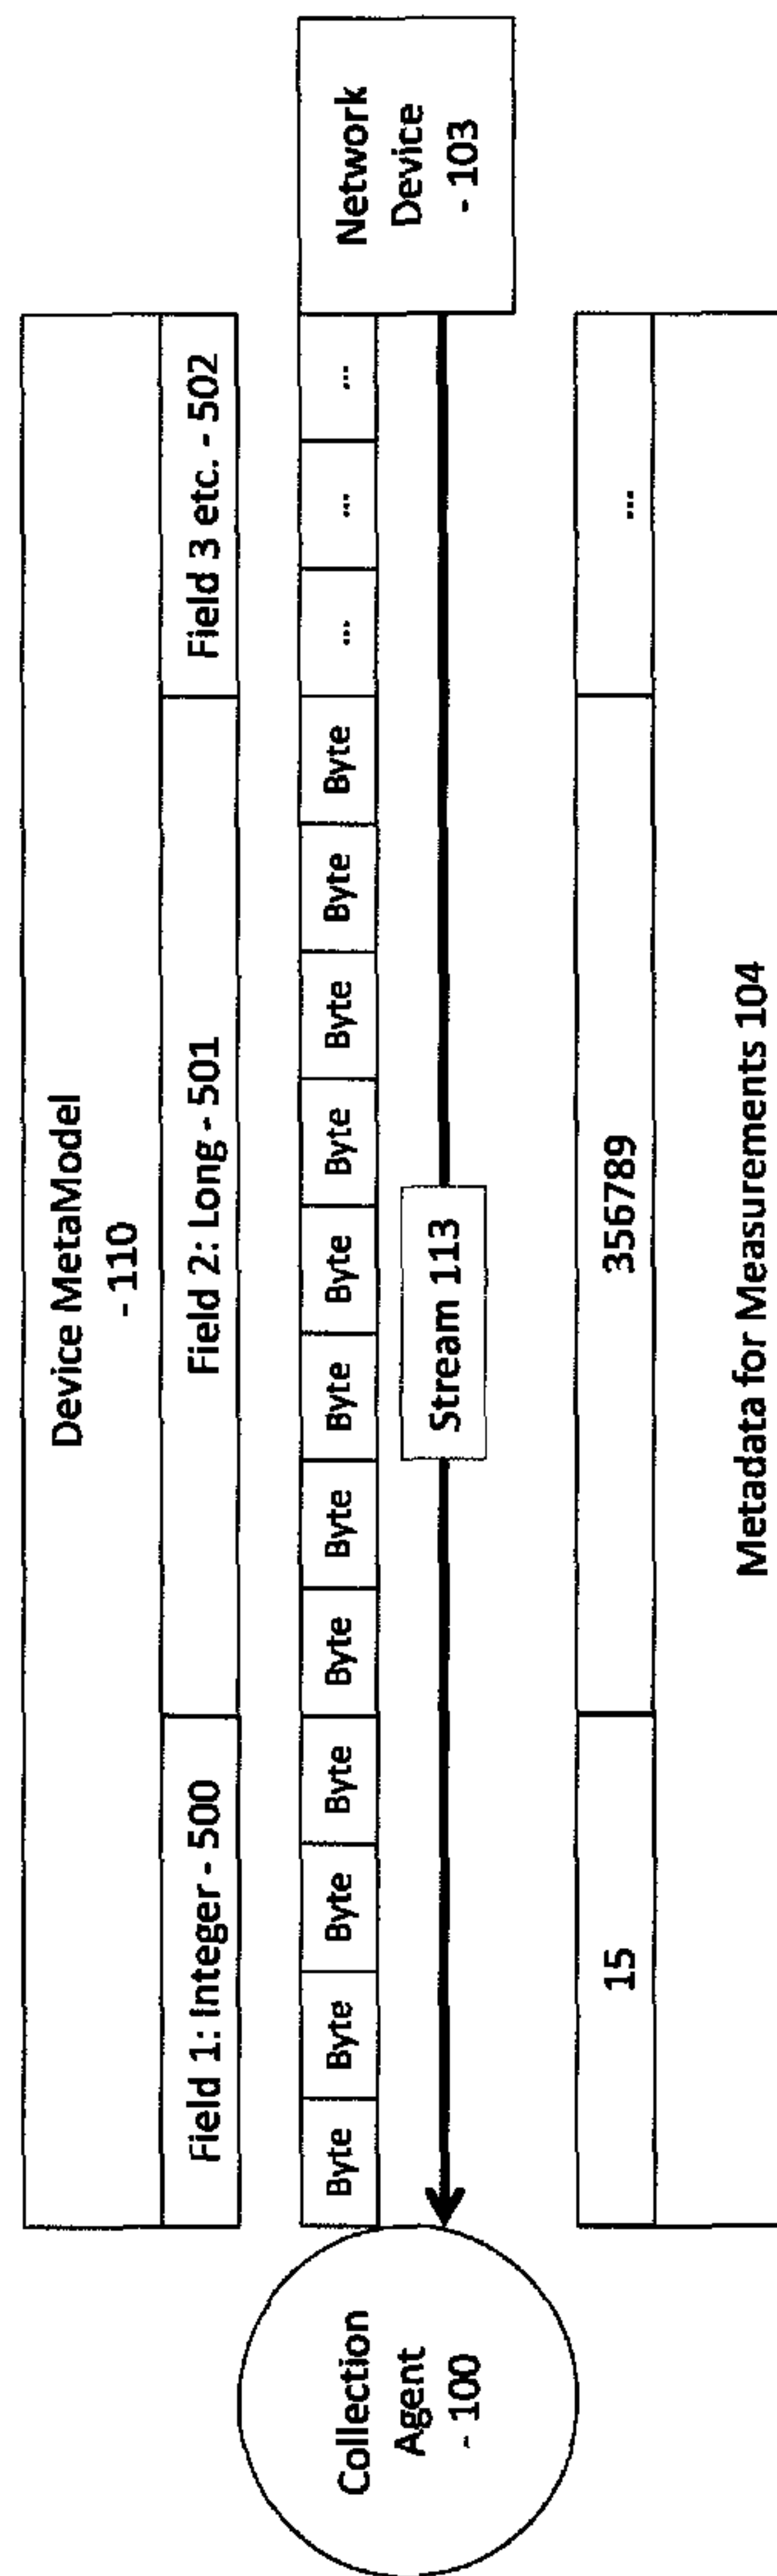 Device MetaModel
- 110
Field 1: Integer - 500
Field 2: Long - 501
Field 3 etc. - 502
Collection
Agent
- 100
Byte
Byte
Byte
Byte
Byte
Byte
Byte
Byte
Byte
Byte
Byte
Byte
...
...
...
Network
Device
- 103
Stream 113
15
356789
...
Metadata for Measurements 104